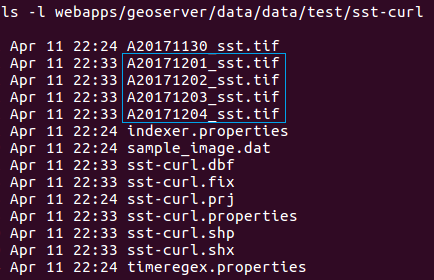 ls -l webapps/geoserver/data/data/test/sst-curl
Apr 11 22:24 A20171130_sst.tif
Apr 11 22:33 A20171201_sst.tif
Apr 11 22:33 A20171202_sst.tif
Apr 11 22:33 A20171203_sst.tif
Apr 11 22:33 A20171204_sst.tif
Apr 11 22:24 indexer.properties
Apr 11 22:24 sample_image.dat
Apr 11 22:33 sst-curl.dbf
Apr 11 22:33 sst-curl.fix
Apr 11 22:24 sst-curl.prj
Apr 11 22:33 sst-curl.properties
Apr 11 22:33 sst-curl.shp
Apr 11 22:33 sst-curl.shx
Apr 11 22:24 timeregex.properties